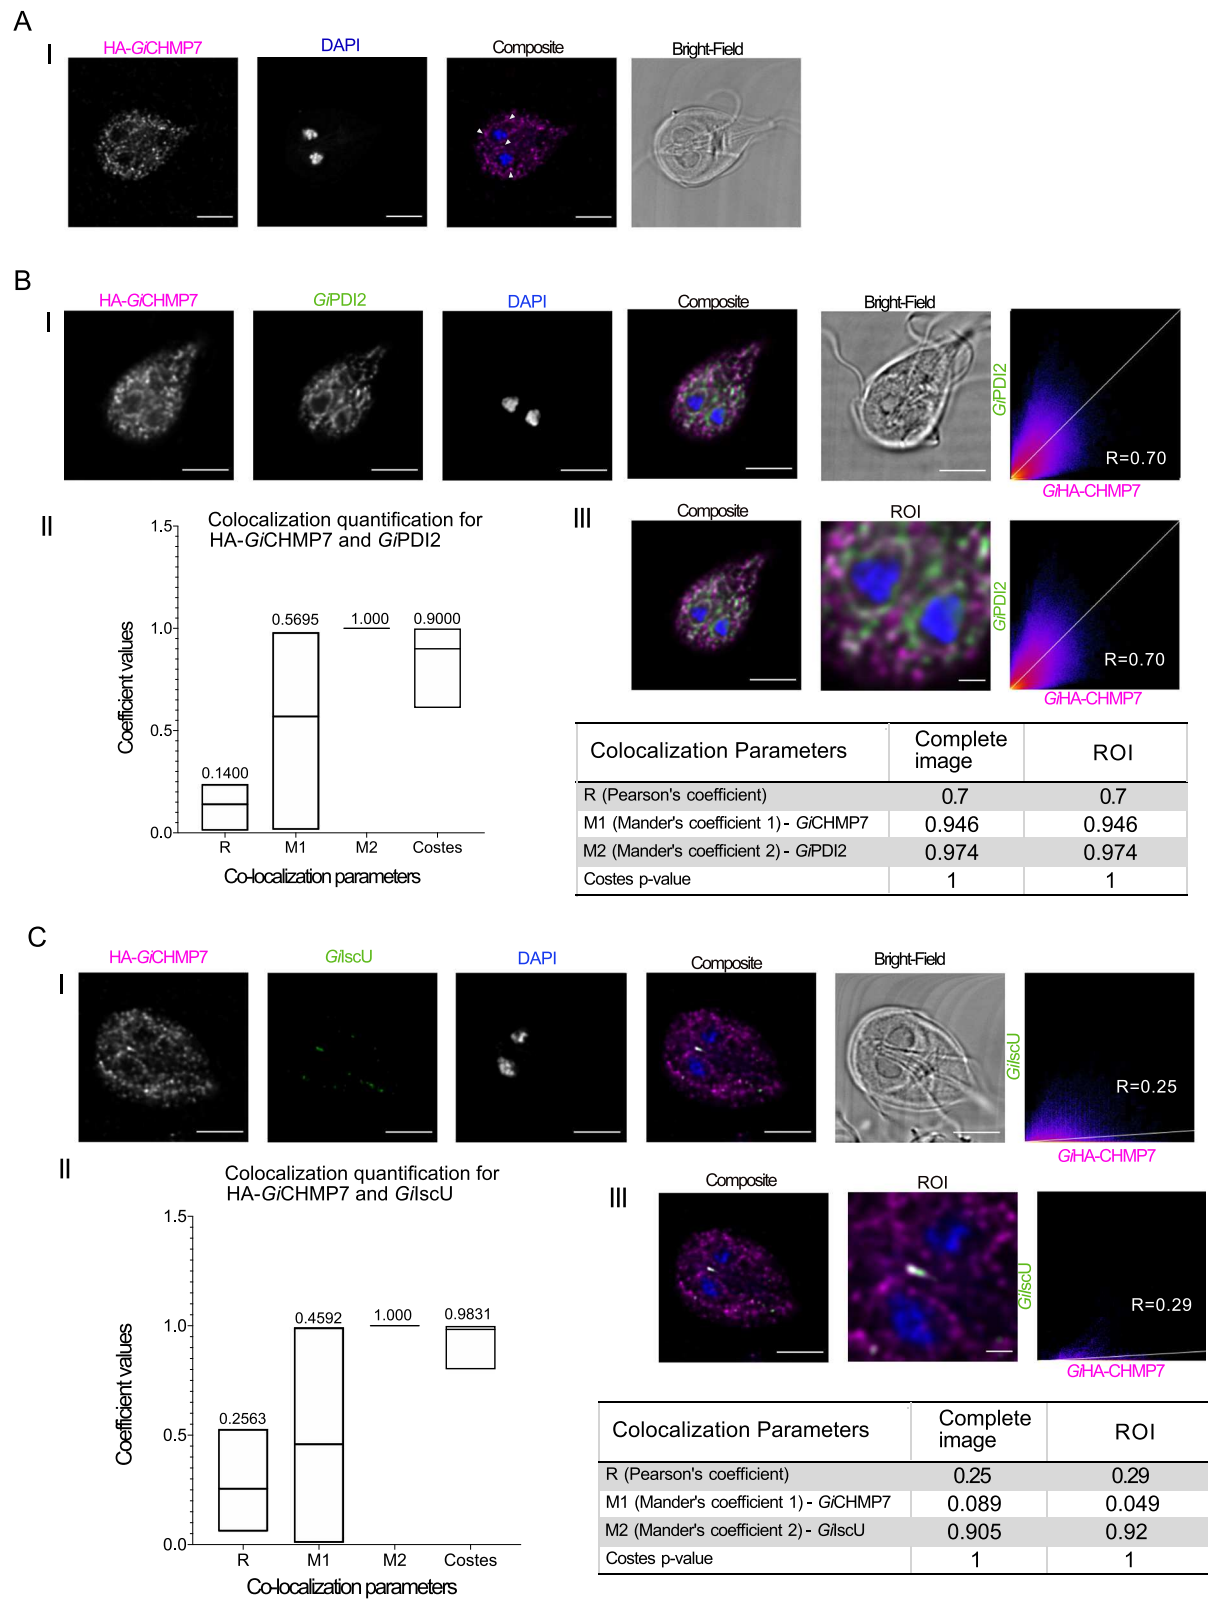 A
I
HA-GiCHMP7
DAPI
Composite
Bright-Field
B
I
HA-GiCHMP7
GiPDI2
DAPI
Composite
Bright-Field
GiPDI2
R=0.70
GiHA-CHMP7
II
Colocalization quantification for
HA-GiCHMP7 and GiPDI2
Coefficient values
1.5
1.0
0.5
0.0
0.1400
0.5695
1.000
0.9000
R
M1
M2
Costes
Co-localization parameters
III
Composite
ROI
GiPDI2
R=0.70
GiHA-CHMP7
Colocalization Parameters
Complete
image
ROI
R (Pearson's coefficient) 0.7 0.7
M1 (Mander's coefficient 1) - GiCHMP7 0.946 0.946
M2 (Mander's coefficient 2) - GiPDI2 0.974 0.974
Costes p-value 1 1
C
I
HA-GiCHMP7
GiIscU
DAPI
Composite
Bright-Field
GiIscU
R=0.25
GiHA-CHMP7
II
Colocalization quantification for
HA-GiCHMP7 and GiIscU
Coefficient values
1.5
1.0
0.5
0.0
0.2563
0.4592
1.000
0.9831
R
M1
M2
Costes
Co-localization parameters
III
Composite
ROI
GiIscU
R=0.29
GiHA-CHMP7
Colocalization Parameters
Complete
image
ROI
R (Pearson's coefficient) 0.25 0.29
M1 (Mander's coefficient 1) - GiCHMP7 0.089 0.049
M2 (Mander's coefficient 2) - GiIscU 0.905 0.92
Costes p-value 1 1